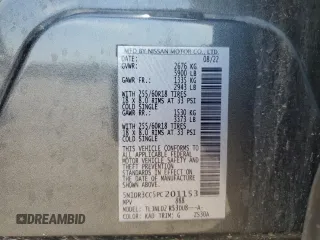 MFD BY NISSAN MOTOR CO., LTD.
DATE: 08/22
GVWR: 2676 KG
5900 LB
GAWR FR.: 1335 KG
2943 LB
WITH 255/60R18 TIRES
18 X 8.0 RIMS AT 33 PSI
COLD SINGLE
GAWR RR.: 1530 KG
3373 LB
WITH 255/60R18 TIRES
18 X 8.0 RIMS AT 33 PSI
COLD SINGLE
THIS VEHICLE CONFORMS TO ALL
APPLICABLE FEDERAL MOTOR
VEHICLE SAFETY AND THEFT
PREVENTION STANDARDS IN
EFFECT ON THE DATE OF
MANUFACTURE SHOWN ABOVE.
201153
MPV
MODEL:
COLOR: TRIM: G